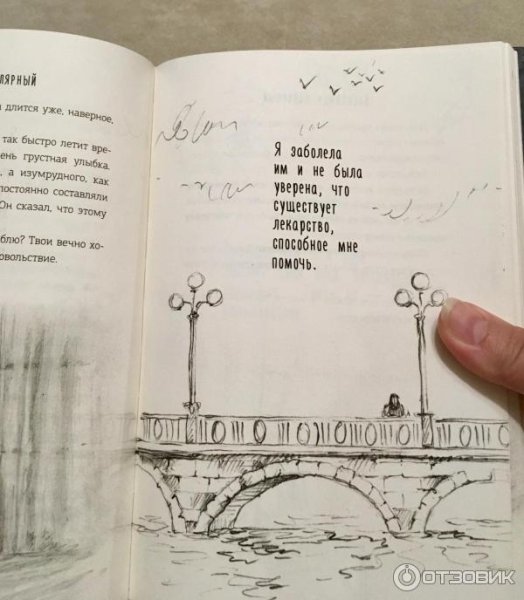 лярный
а длится уже, наверное,
так быстро летит вре-
ень грустная улыбка.
, а изумрудного, как
постоянно составляли
Он сказал, что этому
блю? Твои вечно хо-
овольствие.
Я заболела
им и не была
уверена, что
существует
лекарство,
способное мне
помочь.
ОТЗОВИК